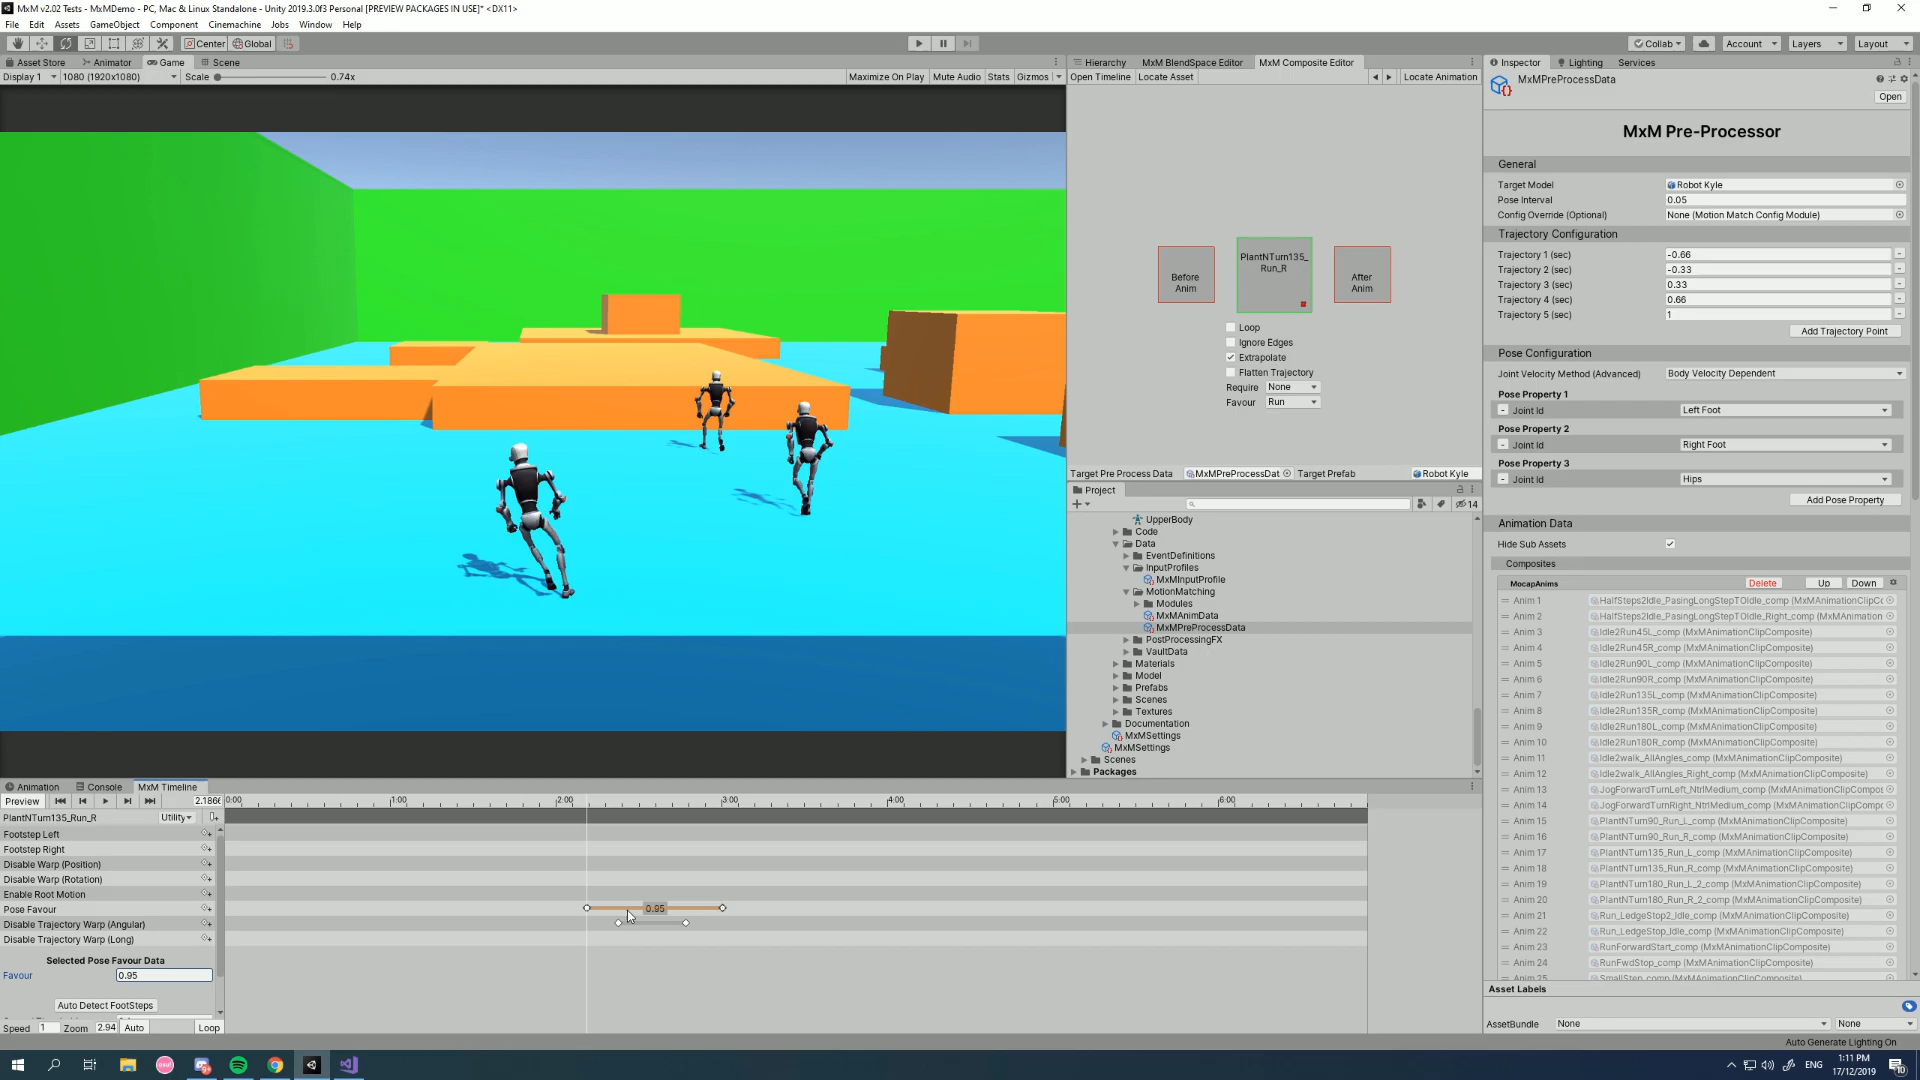 MxM v2.02 Tests - MxMDemo - PC, Mac & Linux Standalone - Unity 2019.3.0f3 Personal [PREVIEW PACKAGES IN USE]* <DX11>
File Edit Assets GameObject Component Cinemachine Jobs Window Help
Center Global Collab Account Layers Layout
Asset Store Animator Game Scene
Display 1 1080 (1920x1080) Scale 0.74x Maximize On Play Mute Audio Stats Gizmos
Hierarchy MxM BlendSpace Editor MxM Composite Editor
Open Timeline Locate Asset Locate Animation
Before Anim
PlantNTurn135_Run_R
After Anim
Loop
Ignore Edges
Extrapolate
Flatten Trajectory
Require None
Favour Run
Target Pre Process Data MxMPreProcessDat Target Prefab Robot Kyle
Project
14
UpperBody
Code
Data
EventDefinitions
InputProfiles
MxMInputProfile
MotionMatching
Modules
MxMAnimData
MxMPreProcessData
PostProcessingFX
VaultData
Materials
Model
Prefabs
Scenes
Textures
Documentation
MxMSettings
MxMSettings
Scenes
Packages
Inspector Lighting Services
MxMPreProcessData
Open
MxM Pre-Processor
General
Target Model Robot Kyle
Pose Interval 0.05
Config Override (Optional) None (Motion Match Config Module)
Trajectory Configuration
Trajectory 1 (sec) -0.66 -
Trajectory 2 (sec) -0.33 -
Trajectory 3 (sec) 0.33 -
Trajectory 4 (sec) 0.66 -
Trajectory 5 (sec) 1 -
Add Trajectory Point
Pose Configuration
Joint Velocity Method (Advanced) Body Velocity Dependent
Pose Property 1
- Joint Id Left Foot
Pose Property 2
- Joint Id Right Foot
Pose Property 3
- Joint Id Hips
Add Pose Property
Animation Data
Hide Sub Assets
Composites
MocapAnims Delete Up Down
Anim 1 HalfSteps2Idle_PasingLongStepTOIdle_comp (MxMAnimationClipCo
Anim 2 HalfSteps2Idle_PasingLongStepTOIdle_Right_comp (MxMAnimation
Anim 3 Idle2Run45L_comp (MxMAnimationClipComposite)
Anim 4 Idle2Run45R_comp (MxMAnimationClipComposite)
Anim 5 Idle2Run90L_comp (MxMAnimationClipComposite)
Anim 6 Idle2Run90R_comp (MxMAnimationClipComposite)
Anim 7 Idle2Run135L_comp (MxMAnimationClipComposite)
Anim 8 Idle2Run135R_comp (MxMAnimationClipComposite)
Anim 9 Idle2Run180L_comp (MxMAnimationClipComposite)
Anim 10 Idle2Run180R_comp (MxMAnimationClipComposite)
Anim 11 Idle2walk_AllAngles_comp (MxMAnimationClipComposite)
Anim 12 Idle2walk_AllAngles_Right_comp (MxMAnimationClipComposite)
Anim 13 JogForwardTurnLeft_NtrlMedium_comp (MxMAnimationClipCompos
Anim 14 JogForwardTurnRight_NtrlMedium_comp (MxMAnimationClipCompo
Anim 15 PlantNTurn90_Run_L_comp (MxMAnimationClipComposite)
Anim 16 PlantNTurn90_Run_R_comp (MxMAnimationClipComposite)
Anim 17 PlantNTurn135_Run_L_comp (MxMAnimationClipComposite)
Anim 18 PlantNTurn135_Run_R_comp (MxMAnimationClipComposite)
Anim 19 PlantNTurn180_Run_L_2_comp (MxMAnimationClipComposite)
Anim 20 PlantNTurn180_Run_R_2_comp (MxMAnimationClipComposite)
Anim 21 Run_LedgeStop2_Idle_comp (MxMAnimationClipComposite)
Anim 22 Run_LedgeStop_Idle_comp (MxMAnimationClipComposite)
Anim 23 RunForwardStart_comp (MxMAnimationClipComposite)
Anim 24 RunFwdStop_comp (MxMAnimationClipComposite)
Anim 25 SmallStep_comp (MxMAnimationClipComposite)
Asset Labels
AssetBundle None None
Auto Generate Lighting On
Animation Console MxM Timeline
Preview 2.186 0:00 1:00 2:00 3:00 4:00 5:00 6:00
PlantNTurn135_Run_R Utility
Footstep Left
Footstep Right
Disable Warp (Position)
Disable Warp (Rotation)
Enable Root Motion
Pose Favour 0.95
Disable Trajectory Warp (Angular)
Disable Trajectory Warp (Long)
Selected Pose Favour Data
Favour 0.95
Auto Detect FootSteps
Speed 1 Zoom 2.94 Auto Loop
ENG
1:11 PM
17/12/2019